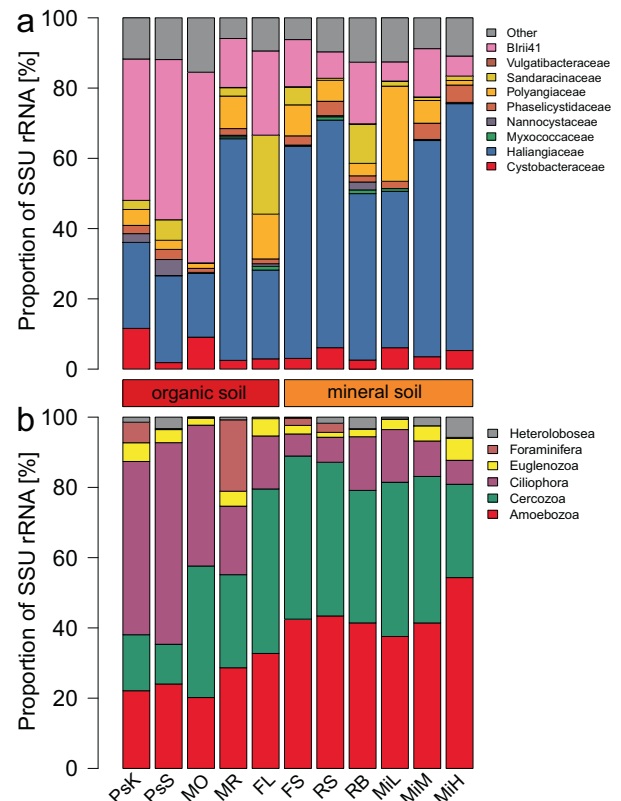 a
Proportion of SSU rRNA [%]
100
80
60
40
20
0
Other
Blrii41
Vulgatibacteraceae
Sandaracinaceae
Polyangiaceae
Phaselicystidaceae
Nannocystaceae
Myxococcaceae
Haliangiaceae
Cystobacteraceae
organic soil mineral soil
b
Proportion of SSU rRNA [%]
100
80
60
40
20
0
Heterolobosea
Foraminifera
Euglenozoa
Ciliophora
Cercozoa
Amoebozoa
PsK PsS MO MR FL FS RS RB MiL MiM MiH